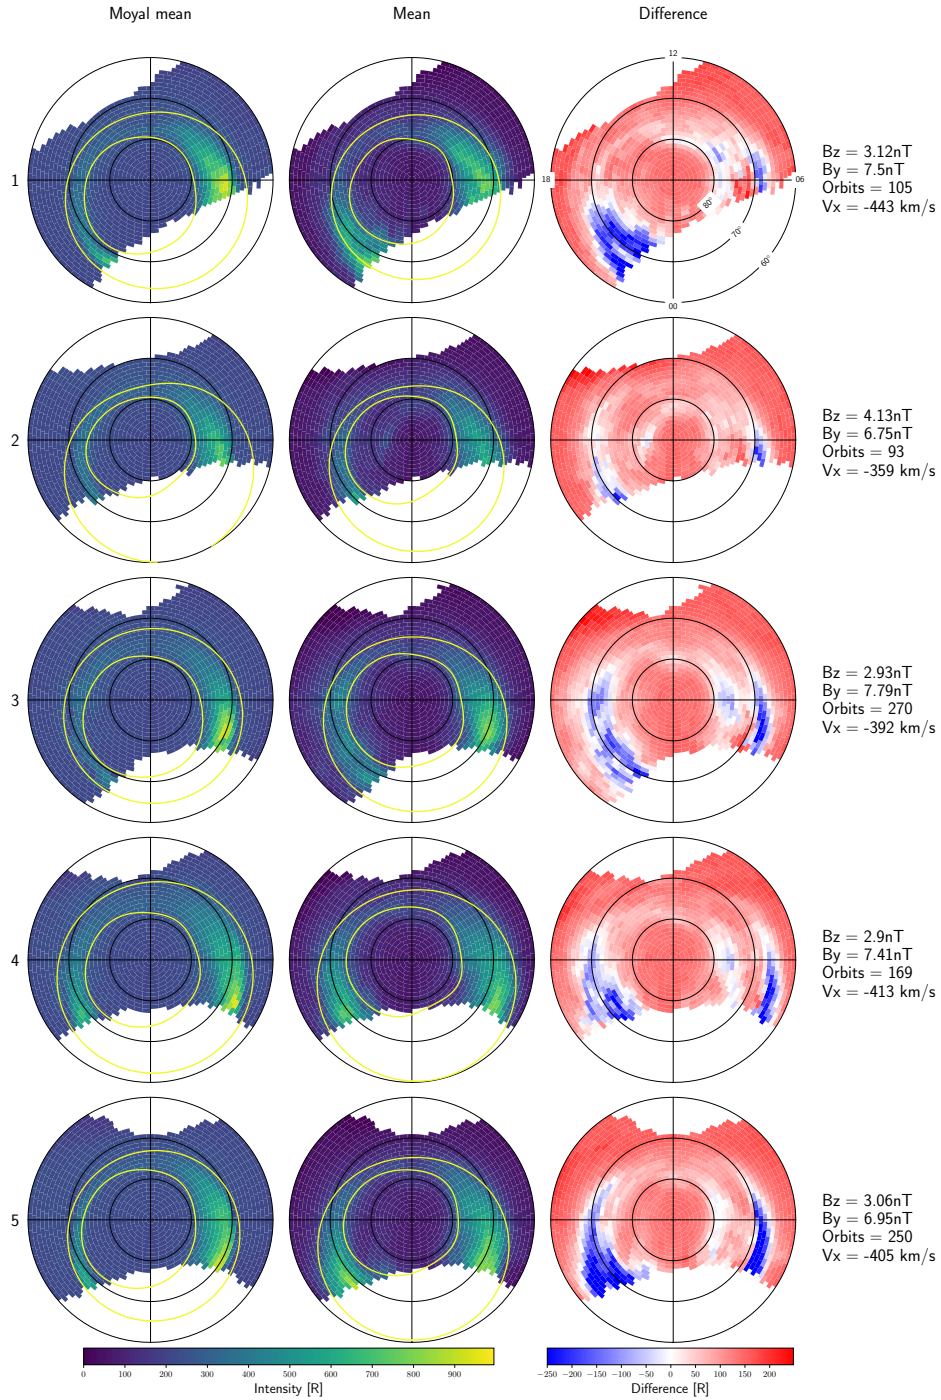 Moyal mean Mean Difference
12
1 18 06
80°
70°
60°
00
Bz = 3.12nT
By = 7.5nT
Orbits = 105
Vx = -443 km/s
2
Bz = 4.13nT
By = 6.75nT
Orbits = 93
Vx = -359 km/s
3
Bz = 2.93nT
By = 7.79nT
Orbits = 270
Vx = -392 km/s
4
Bz = 2.9nT
By = 7.41nT
Orbits = 169
Vx = -413 km/s
5
Bz = 3.06nT
By = 6.95nT
Orbits = 250
Vx = -405 km/s
0 100 200 300 400 500 600 700 800 900
Intensity [R]
−250 −200 −150 −100 −50 0 50 100 150 200
Difference [R]